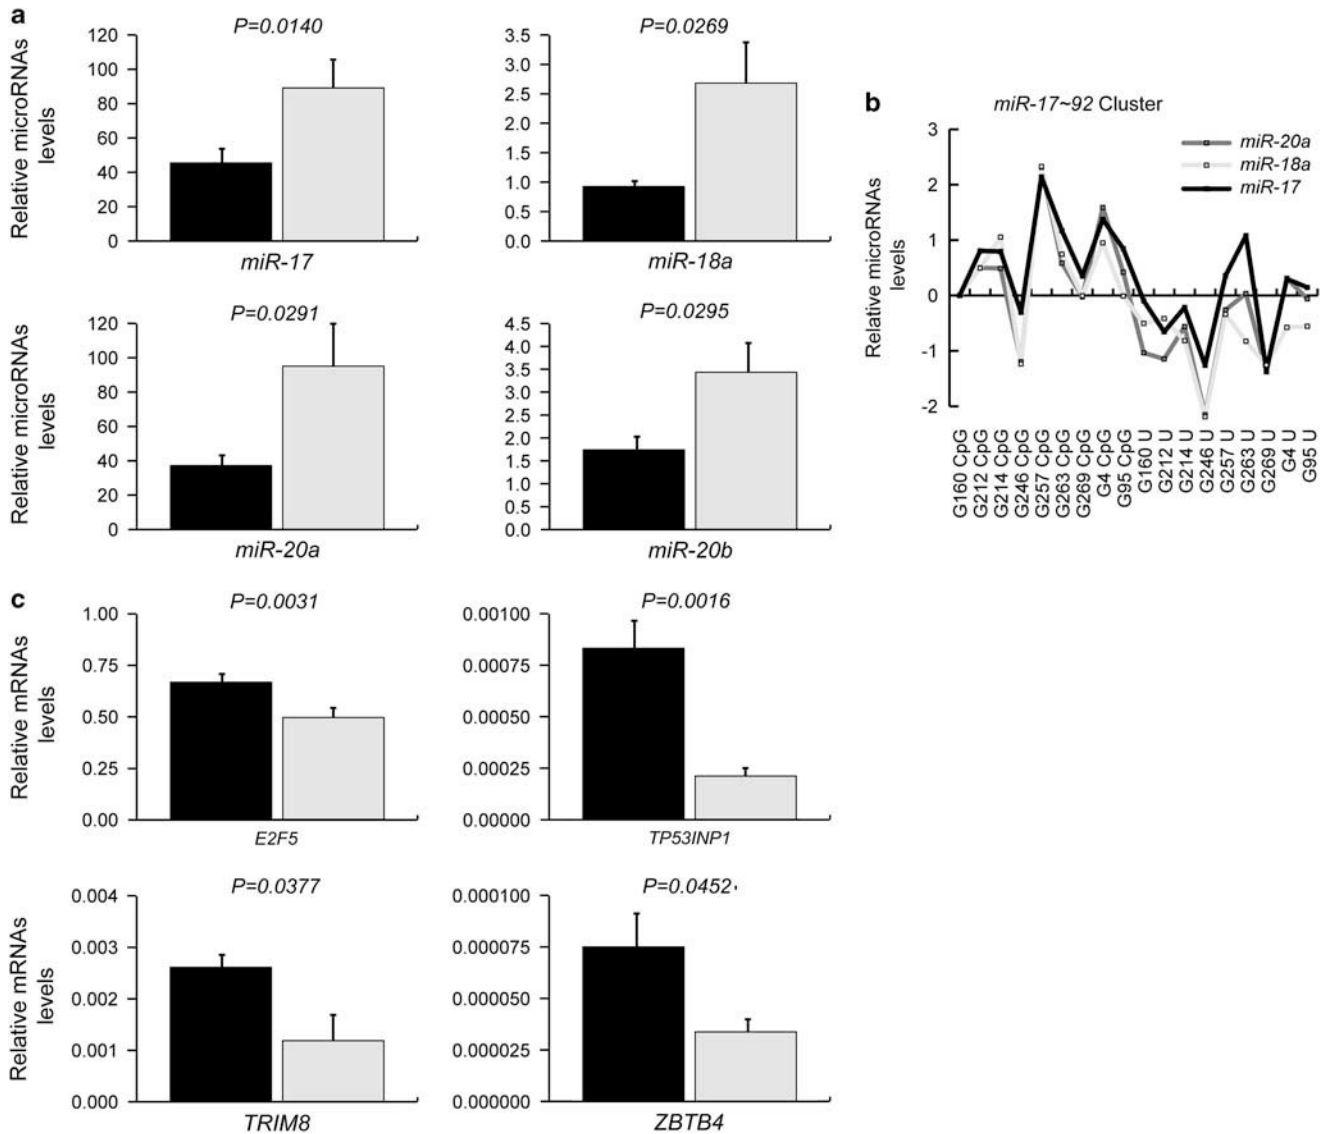 a
P=0.0140
P=0.0269
Relative microRNAs
levels
120
100
80
60
40
20
0
miR-17
3.5
3.0
2.5
2.0
1.5
1.0
0.5
0.0
miR-18a
P=0.0291
P=0.0295
Relative microRNAs
levels
120
100
80
60
40
20
0
miR-20a
4.5
4.0
3.5
3.0
2.5
2.0
1.5
1.0
0.5
0.0
miR-20b
b
miR-17~92 Cluster
Relative microRNAs
levels
3
2
1
0
-1
-2
miR-20a
miR-18a
miR-17
G160 CpG
G212 CpG
G214 CpG
G246 CpG
G257 CpG
G263 CpG
G269 CpG
G4 CpG
G95 CpG
G160 U
G212 U
G214 U
G246 U
G257 U
G263 U
G269 U
G4 U
G95 U
c
P=0.0031
P=0.0016
Relative mRNAs
levels
1.00
0.75
0.50
0.25
0.00
E2F5
0.00100
0.00075
0.00050
0.00025
0.00000
TP53INP1
P=0.0377
P=0.0452
Relative mRNAs
levels
0.004
0.003
0.002
0.001
0.000
TRIM8
0.000100
0.000075
0.000050
0.000025
0.000000
ZBTB4